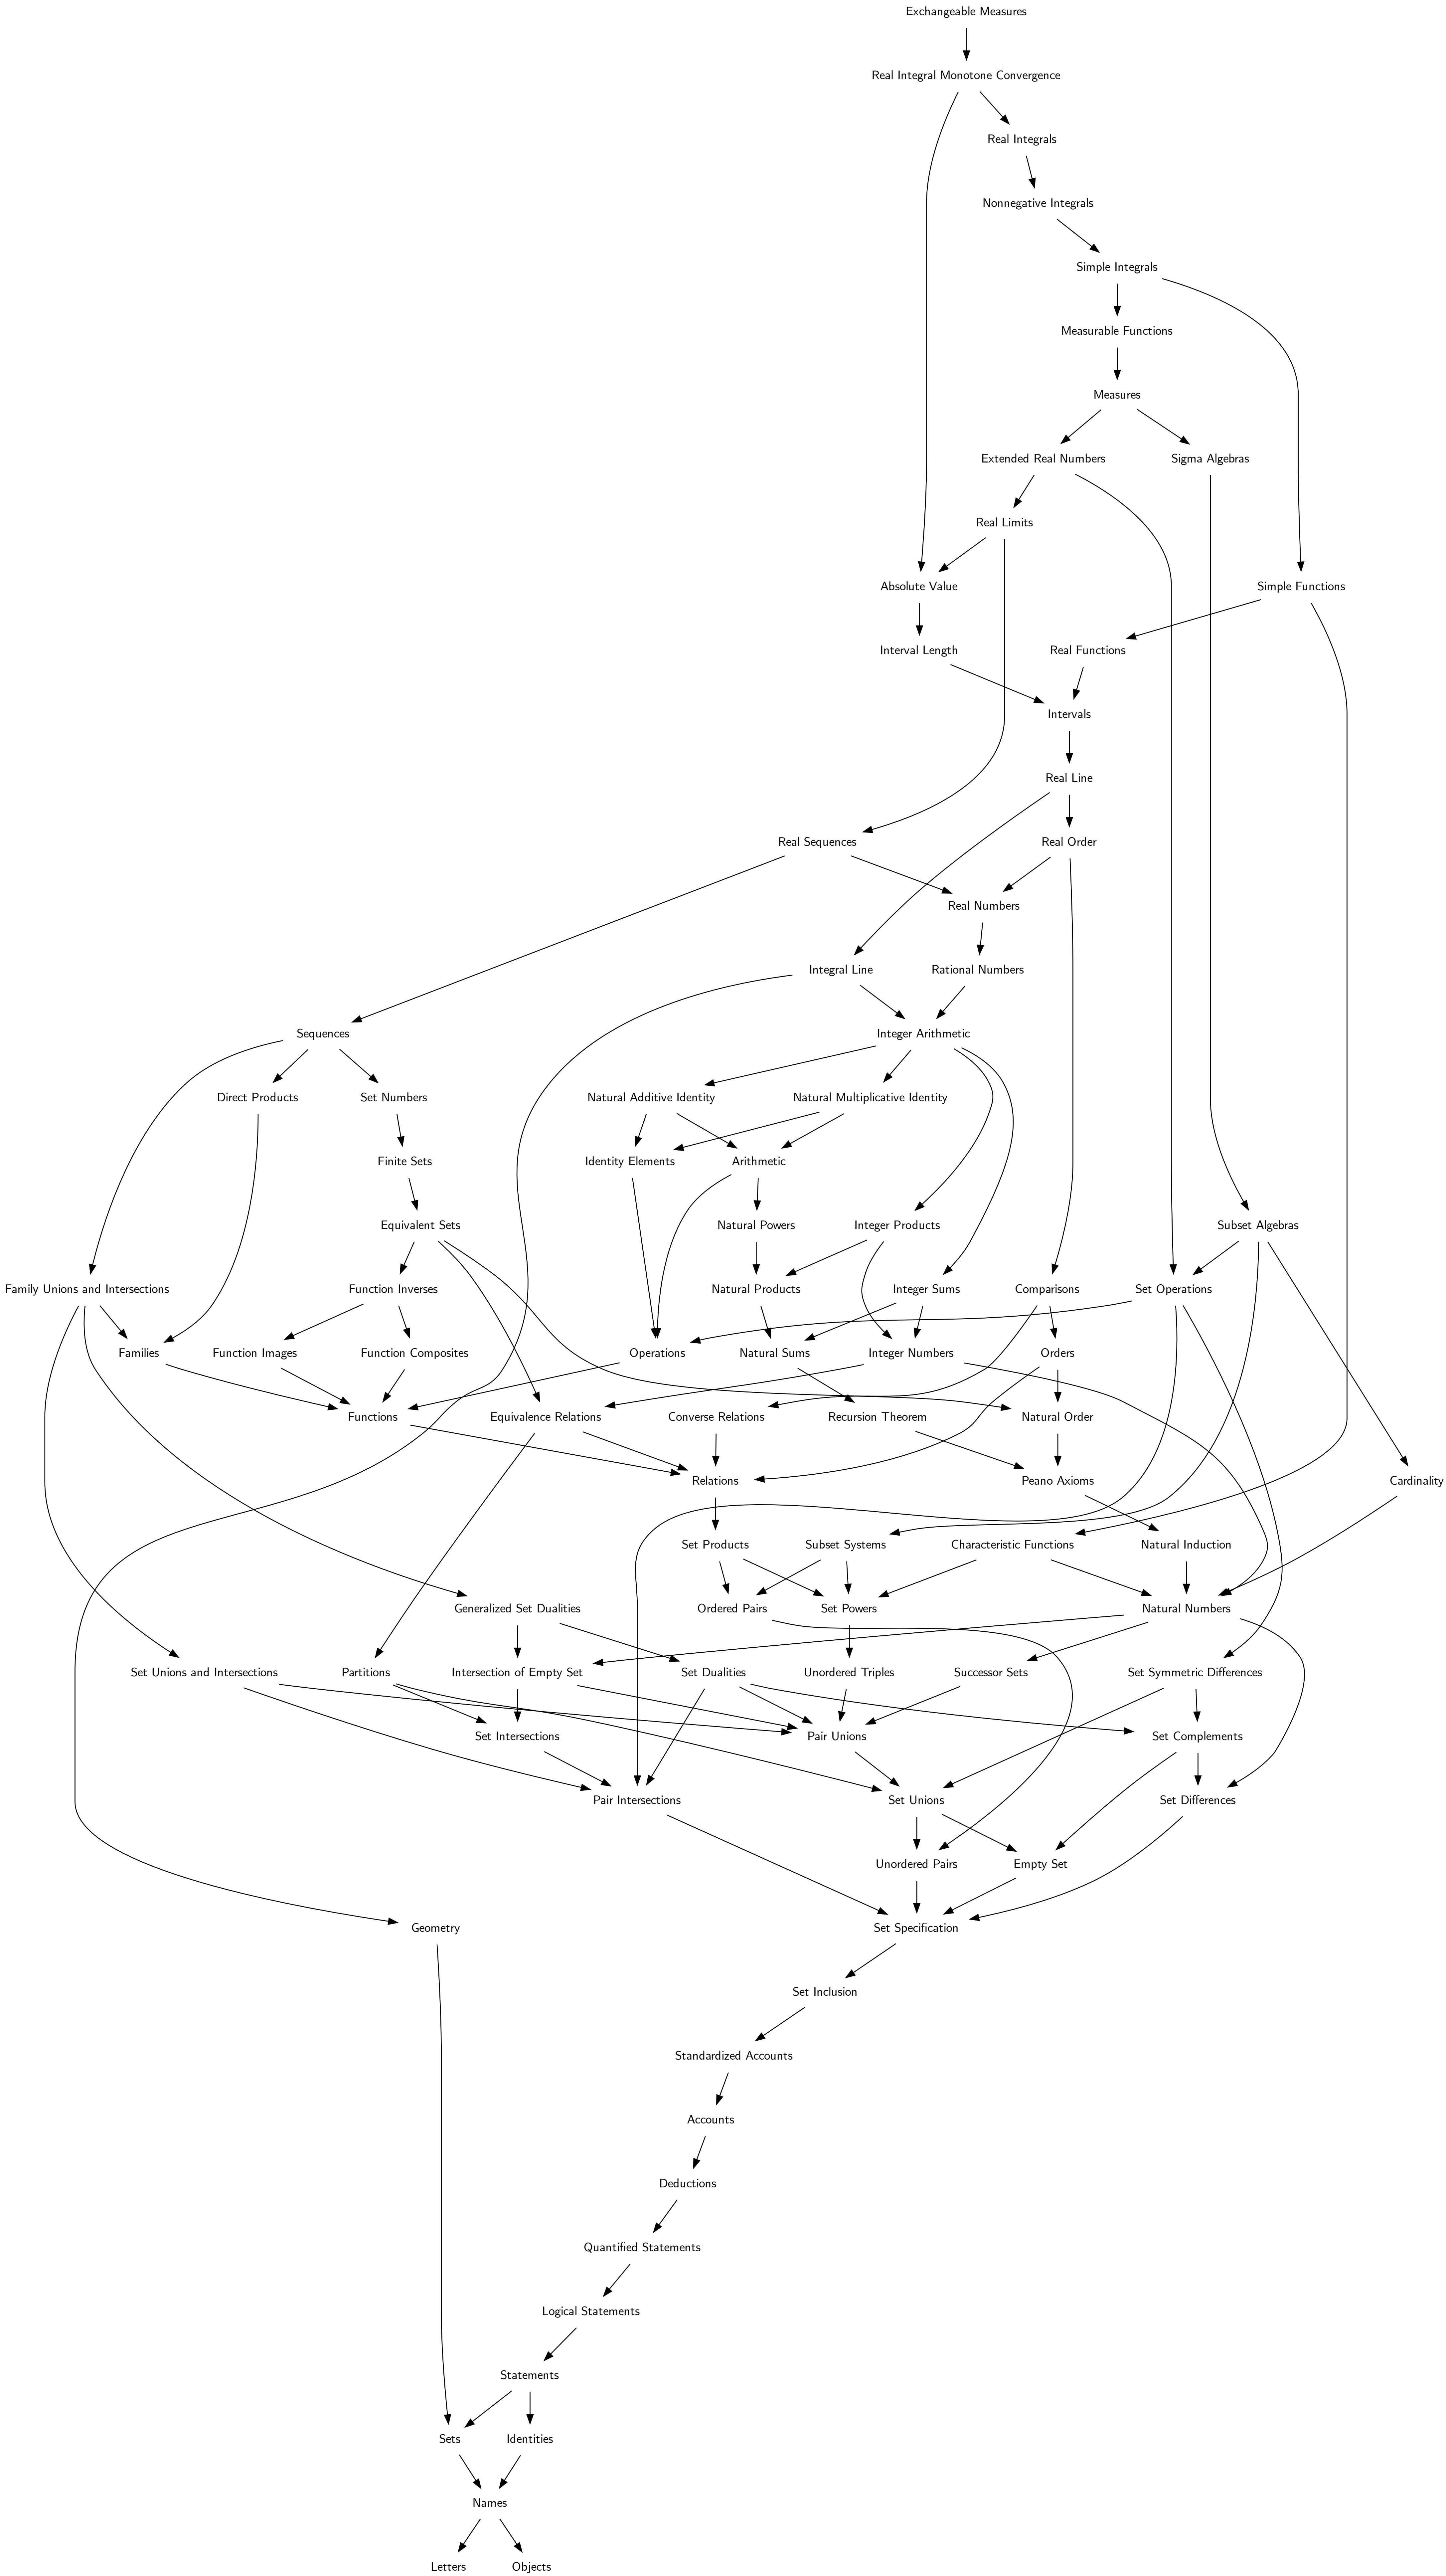 Exchangeable Measures
Real Integral Monotone Convergence
Real Integrals
Nonnegative Integrals
Simple Integrals
Measurable Functions
Measures
Extended Real Numbers
Sigma Algebras
Real Limits
Absolute Value
Simple Functions
Interval Length
Real Functions
Intervals
Real Line
Real Sequences
Real Order
Real Numbers
Integral Line
Rational Numbers
Sequences
Integer Arithmetic
Direct Products
Set Numbers
Natural Additive Identity
Natural Multiplicative Identity
Finite Sets
Identity Elements
Arithmetic
Equivalent Sets
Natural Powers
Integer Products
Subset Algebras
Family Unions and Intersections
Function Inverses
Natural Products
Integer Sums
Comparisons
Set Operations
Families
Function Images
Function Composites
Operations
Natural Sums
Integer Numbers
Orders
Functions
Equivalence Relations
Converse Relations
Recursion Theorem
Natural Order
Relations
Peano Axioms
Cardinality
Set Products
Subset Systems
Characteristic Functions
Natural Induction
Generalized Set Dualities
Ordered Pairs
Set Powers
Natural Numbers
Set Unions and Intersections
Partitions
Intersection of Empty Set
Set Dualities
Unordered Triples
Successor Sets
Set Symmetric Differences
Set Intersections
Pair Unions
Set Complements
Pair Intersections
Set Unions
Set Differences
Unordered Pairs
Empty Set
Geometry
Set Specification
Set Inclusion
Standardized Accounts
Accounts
Deductions
Quantified Statements
Logical Statements
Statements
Sets
Identities
Names
Letters
Objects